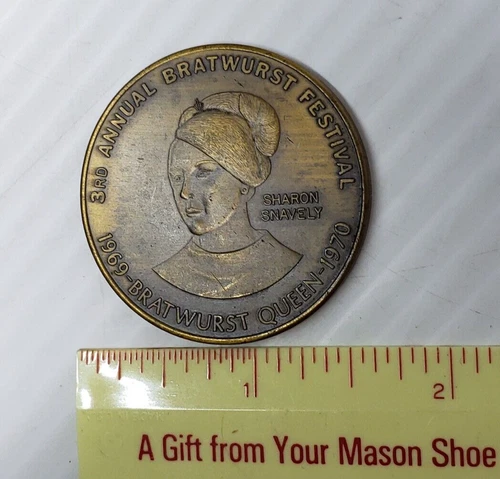 3RD ANNUAL BRATWURST FESTIVAL
SHARON
SNAVELY
1969-BRATWURST QUEEN-1970
1 2
A Gift from Your Mason Shoe